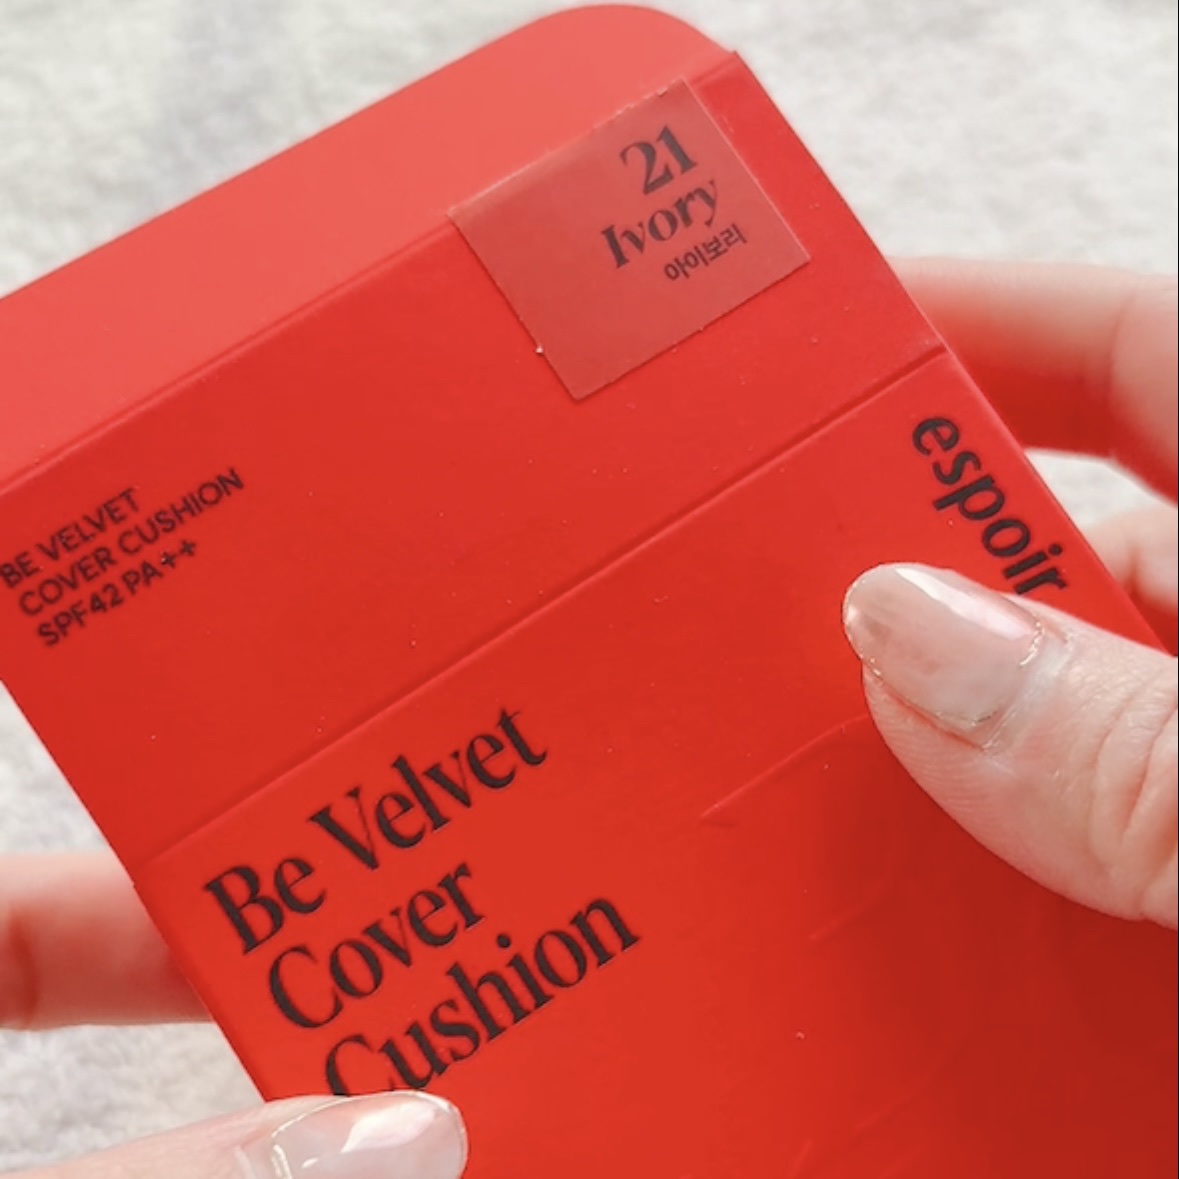 21
Ivory
아이보리
BE VELVET
COVER CUSHION
SPF42 PA++
espoir
Be Velvet
Cover
Cushion